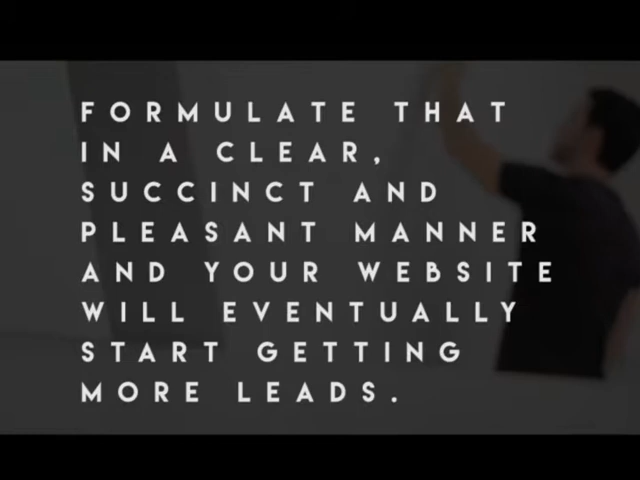 FORMULATE THAT
IN A CLEAR,
SUCCINCT AND
PLEASANT MANNER
AND YOUR WEBSITE
WILL EVENTUALLY
START GETTING
MORE LEADS.